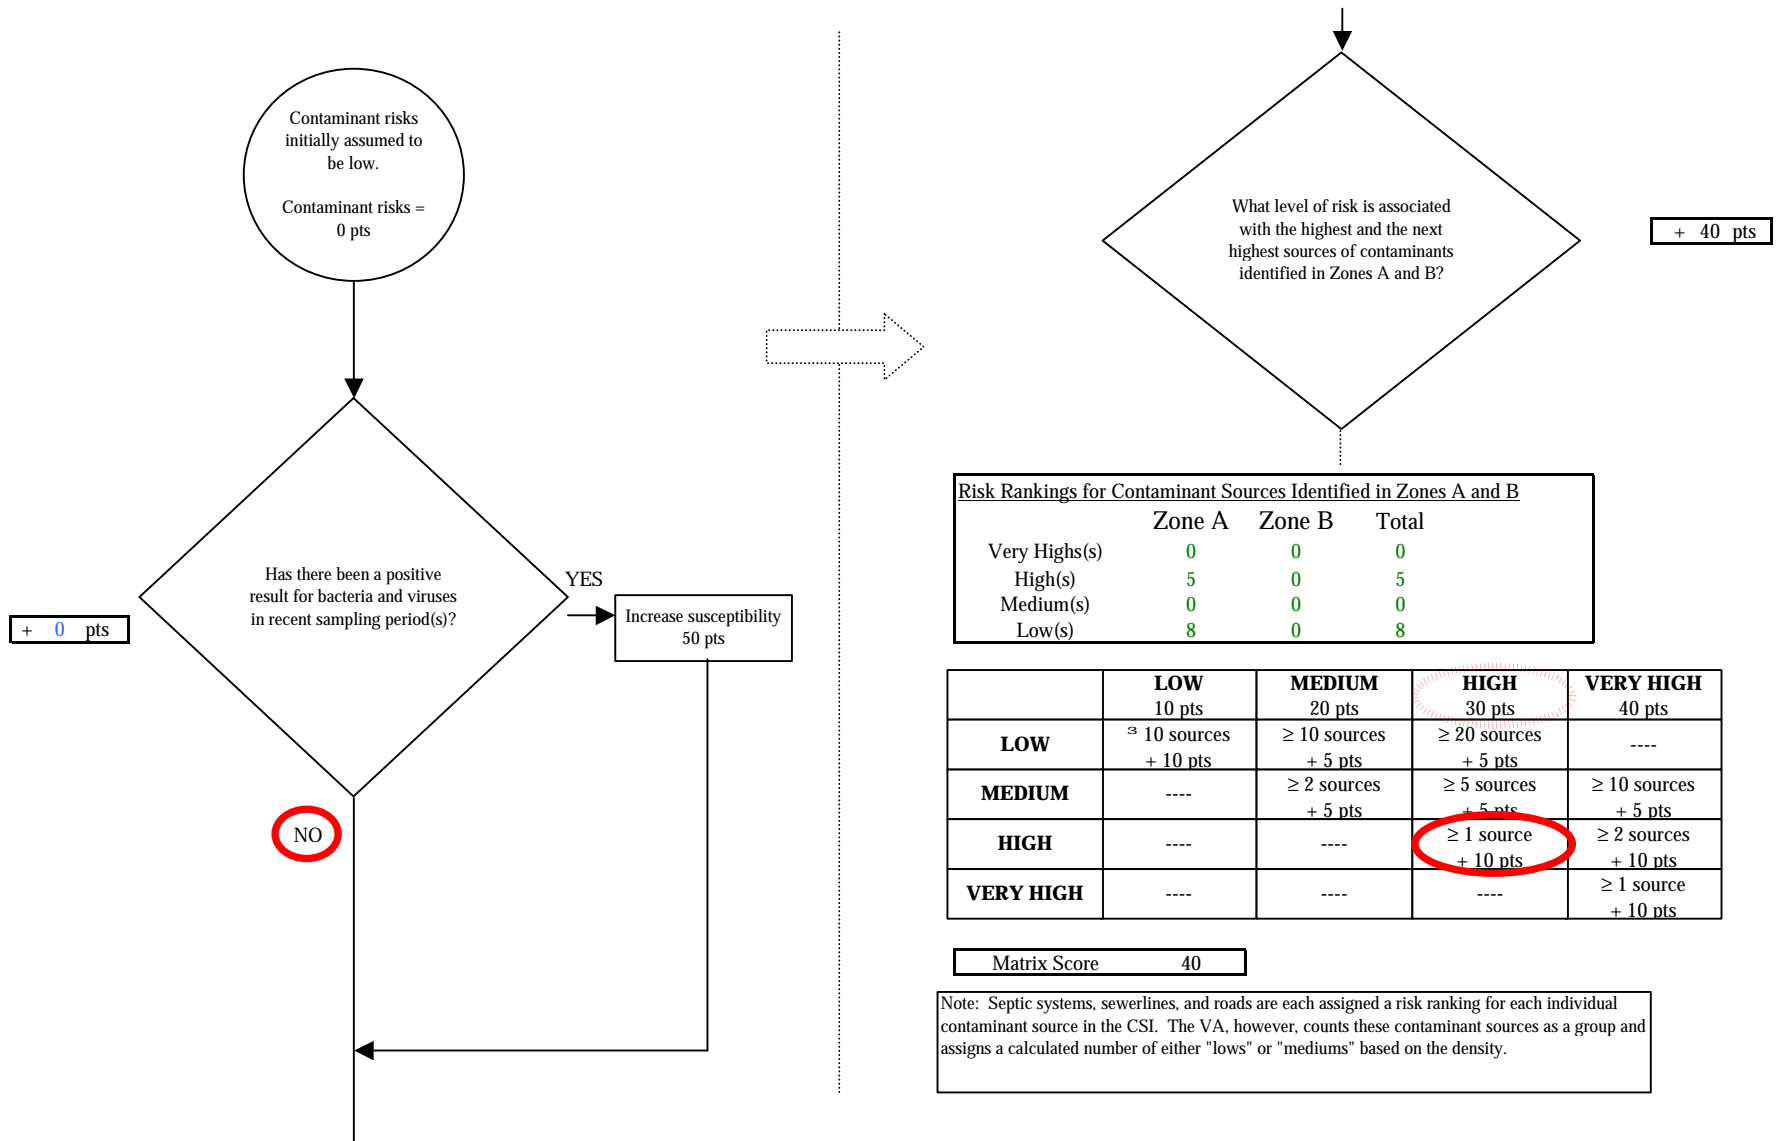 Contaminant risks
initially assumed to
be low.
Contaminant risks =
0 pts
Has there been a positive
result for bacteria and viruses
in recent sampling period(s)?
+ 0 pts
YES
Increase susceptibility
50 pts
NO
What level of risk is associated
with the highest and the next
highest sources of contaminants
identified in Zones A and B?
+ 40 pts
Risk Rankings for Contaminant Sources Identified in Zones A and B
Zone A Zone B Total
Very Highs(s) 0 0 0
High(s) 5 0 5
Medium(s) 0 0 0
Low(s) 8 0 8
LOW MEDIUM HIGH VERY HIGH
10 pts 20 pts 30 pts 40 pts
LOW ³ 10 sources ≥ 10 sources ≥ 20 sources ----
+ 10 pts + 5 pts + 5 pts
MEDIUM ---- ≥ 2 sources ≥ 5 sources ≥ 10 sources
+ 5 pts + 5 pts + 5 pts
HIGH ---- ---- ≥ 1 source ≥ 2 sources
+ 10 pts + 10 pts
VERY HIGH ---- ---- ---- ≥ 1 source
+ 10 pts
Matrix Score 40
Note: Septic systems, sewerlines, and roads are each assigned a risk ranking for each individual
contaminant source in the CSI. The VA, however, counts these contaminant sources as a group and
assigns a calculated number of either "lows" or "mediums" based on the density.